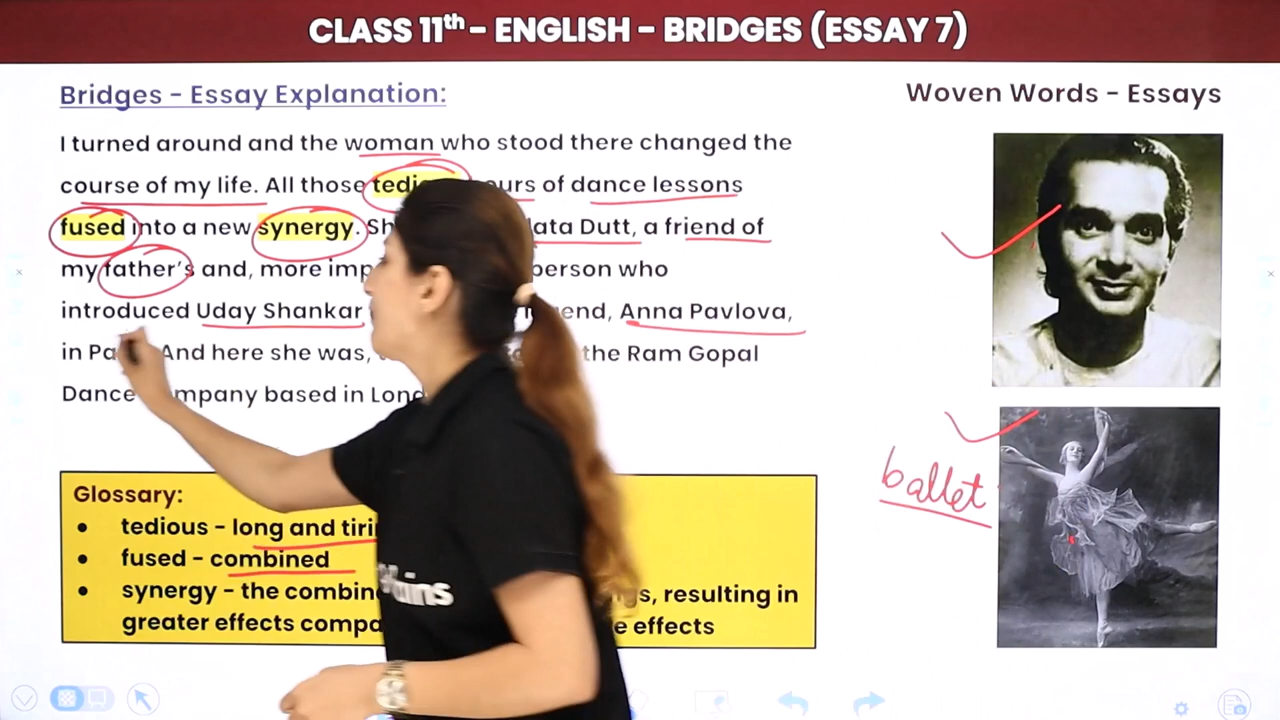 CLASS 11th – ENGLISH – BRIDGES (ESSAY 7)
Bridges - Essay Explanation:
Woven Words - Essays
I turned around and the woman who stood there changed the
course of my life. All those of dance lessons
fused into a new synergy. Dutt, a friend of
my father's and, more person who
introduced Uday Shankar Anna Pavlova,
in And here she was, the Ram Gopal
Dance based in
ballet
Glossary:
● tedious - long and
● fused - combined
● synergy - the resulting in
greater effects effects